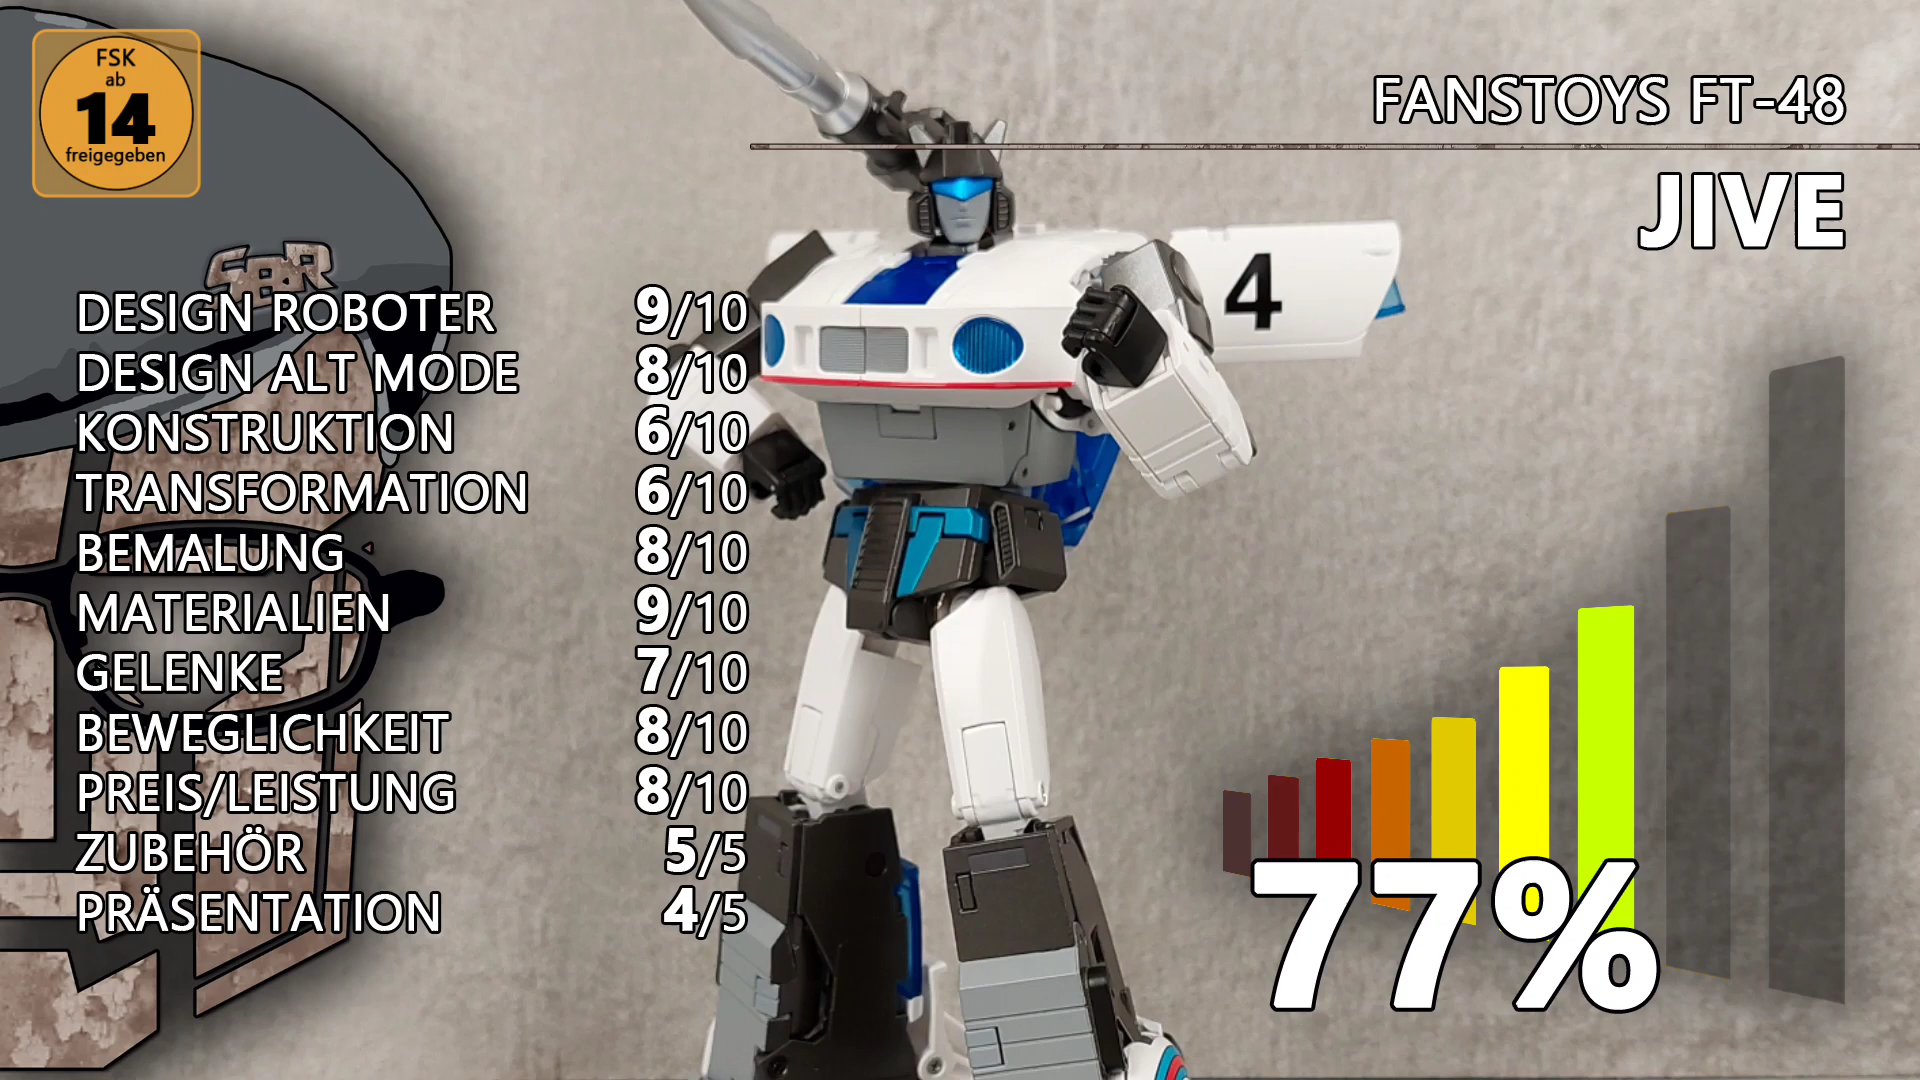 FSK
ab
14
freigegeben
FANSTOYS FT-48
JIVE
SBR
4
DESIGN ROBOTER 9/10
DESIGN ALT MODE 8/10
KONSTRUKTION 6/10
TRANSFORMATION 6/10
BEMALUNG 8/10
MATERIALIEN 9/10
GELENKE 7/10
BEWEGLICHKEIT 8/10
PREIS/LEISTUNG 8/10
ZUBEHÖR 5/5
PRÄSENTATION 4/5
77%